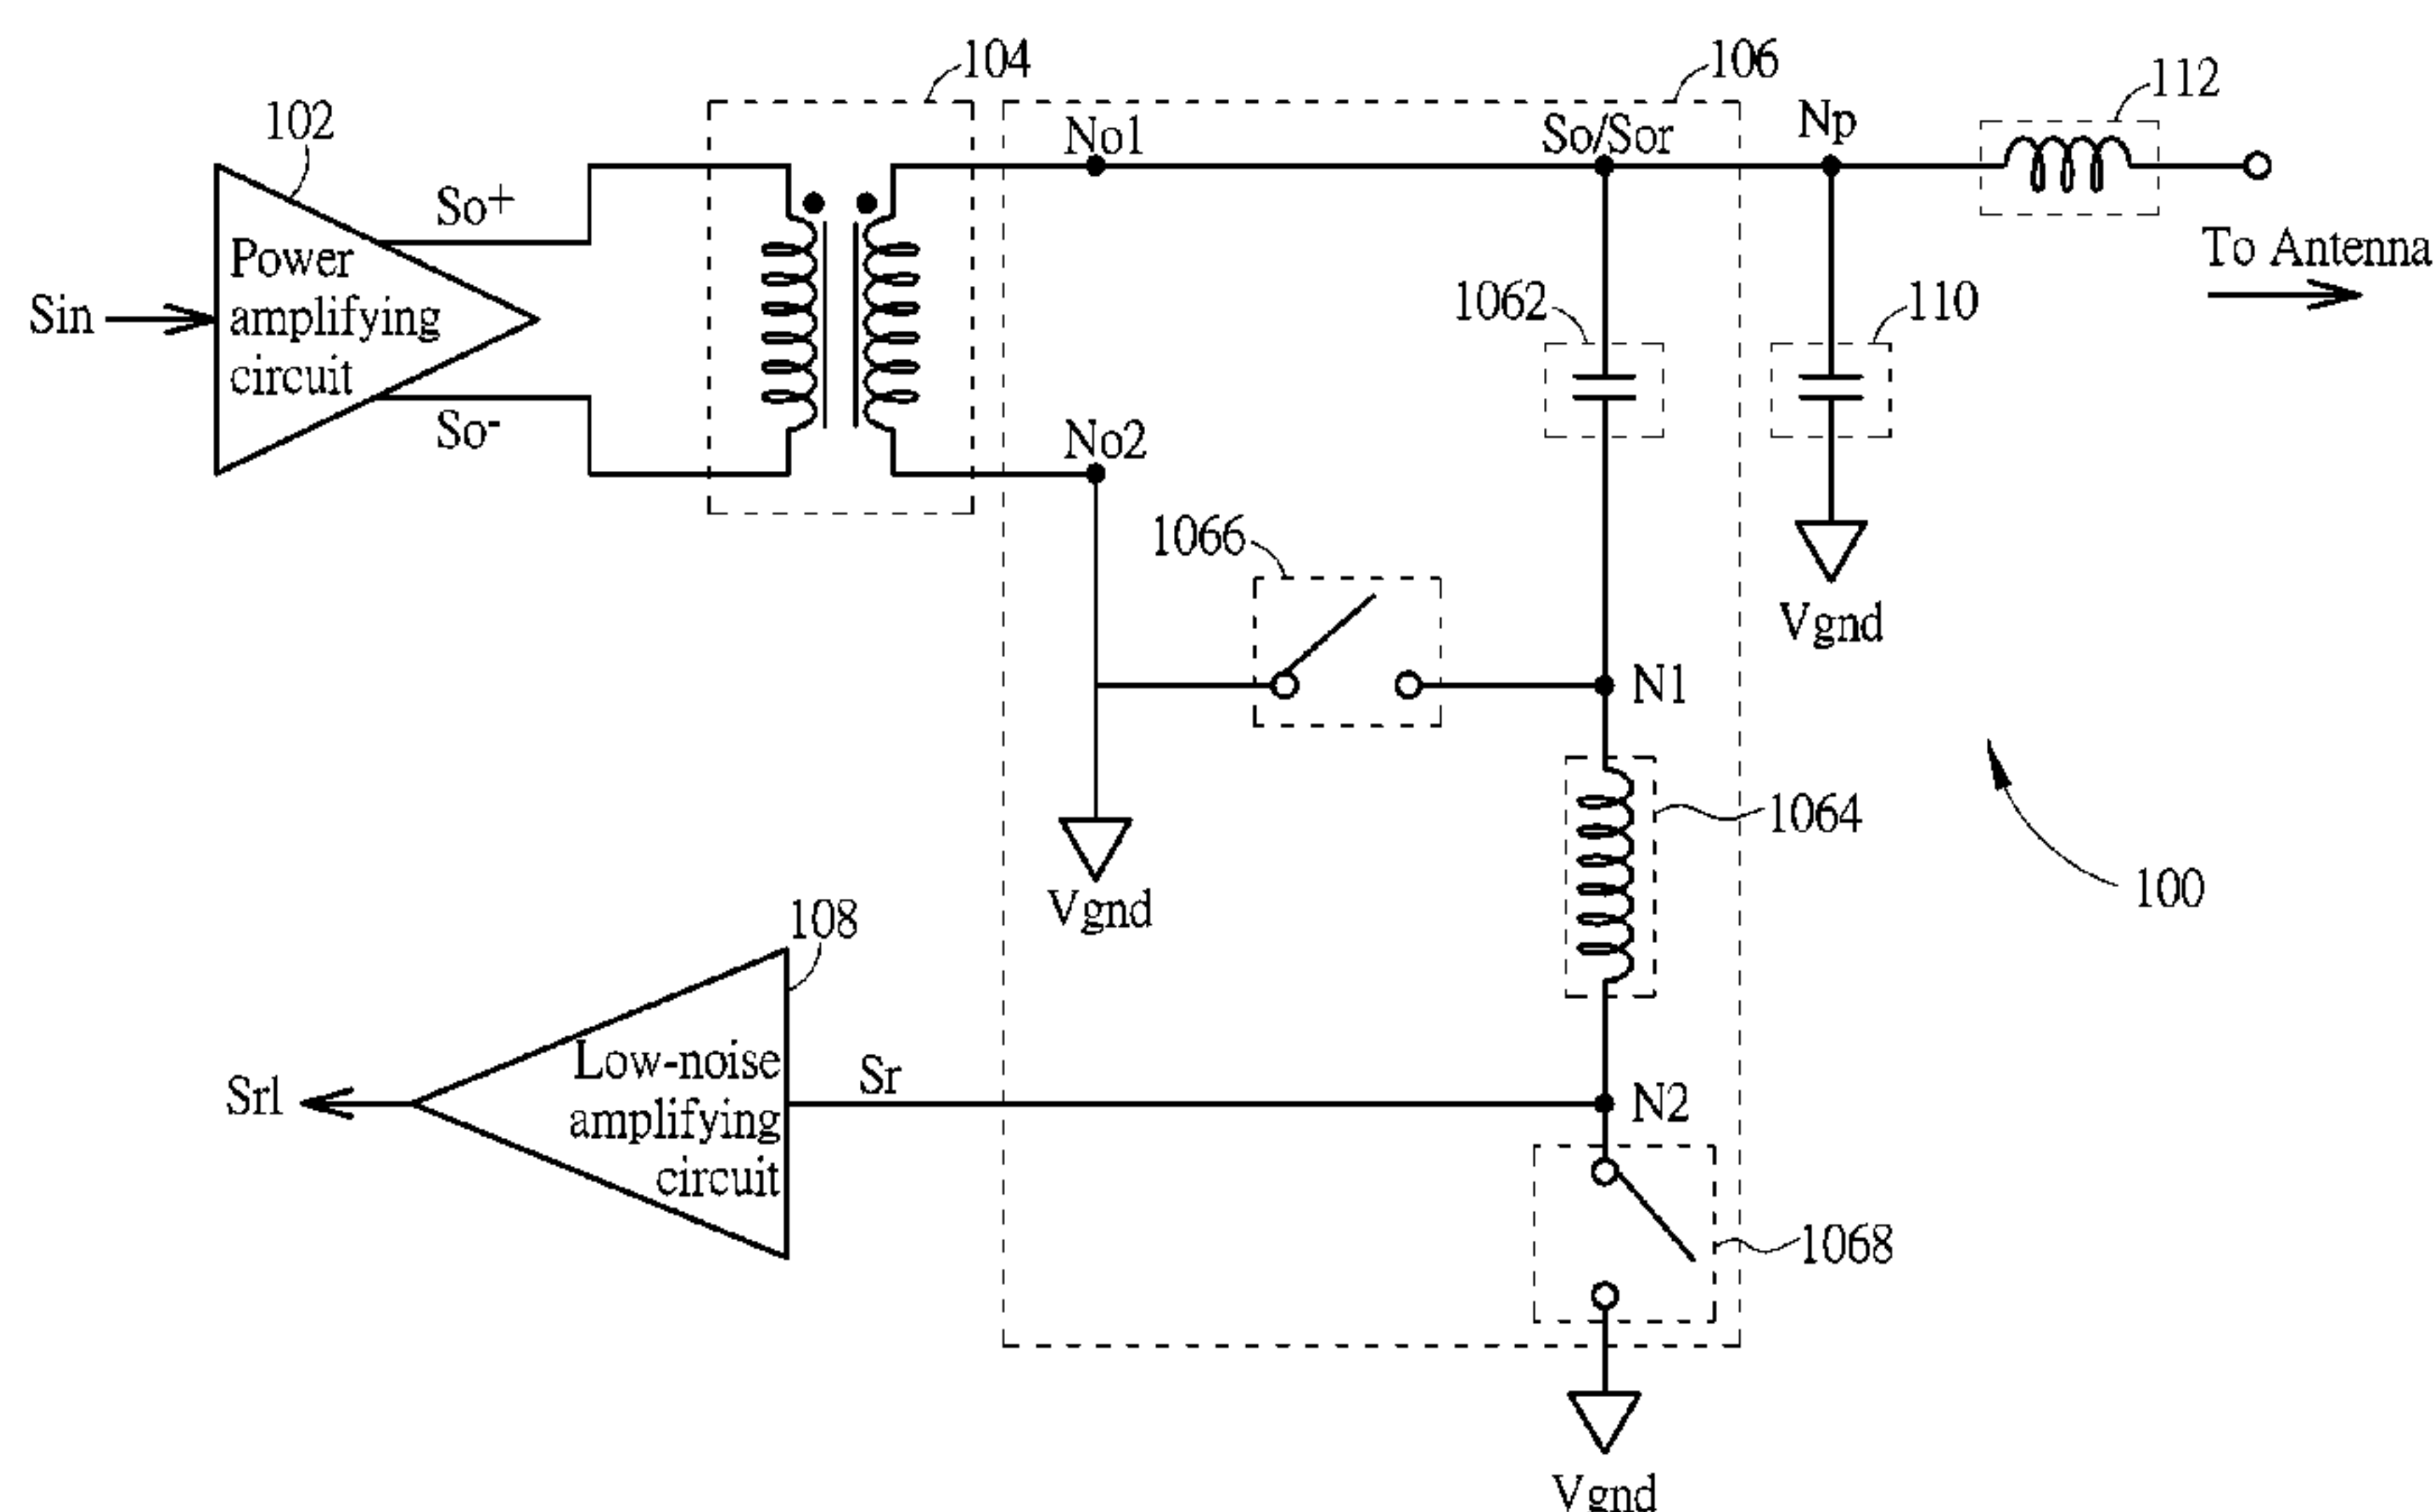 104
106
112
102
No1
So/Sor
Np
So+
Power
amplifying
circuit
Sin
To Antenna
1062
110
So-
No2
1066
Vgnd
N1
1064
100
Vgnd
108
Low-noise
amplifying
circuit
Sr
Srl
N2
1068
Vgnd